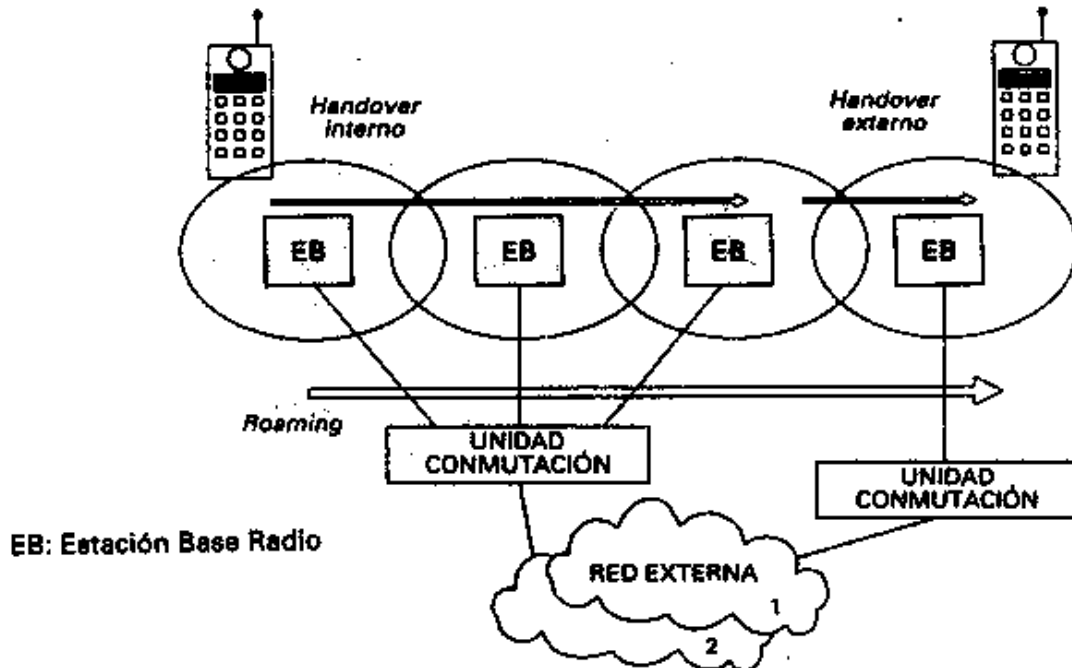 Handover
interno
Handover
externo
EB
EB
EB
EB
Roaming
UNIDAD
CONMUTACIÓN
UNIDAD
CONMUTACIÓN
EB: Estación Base Radio
RED EXTERNA
1
2